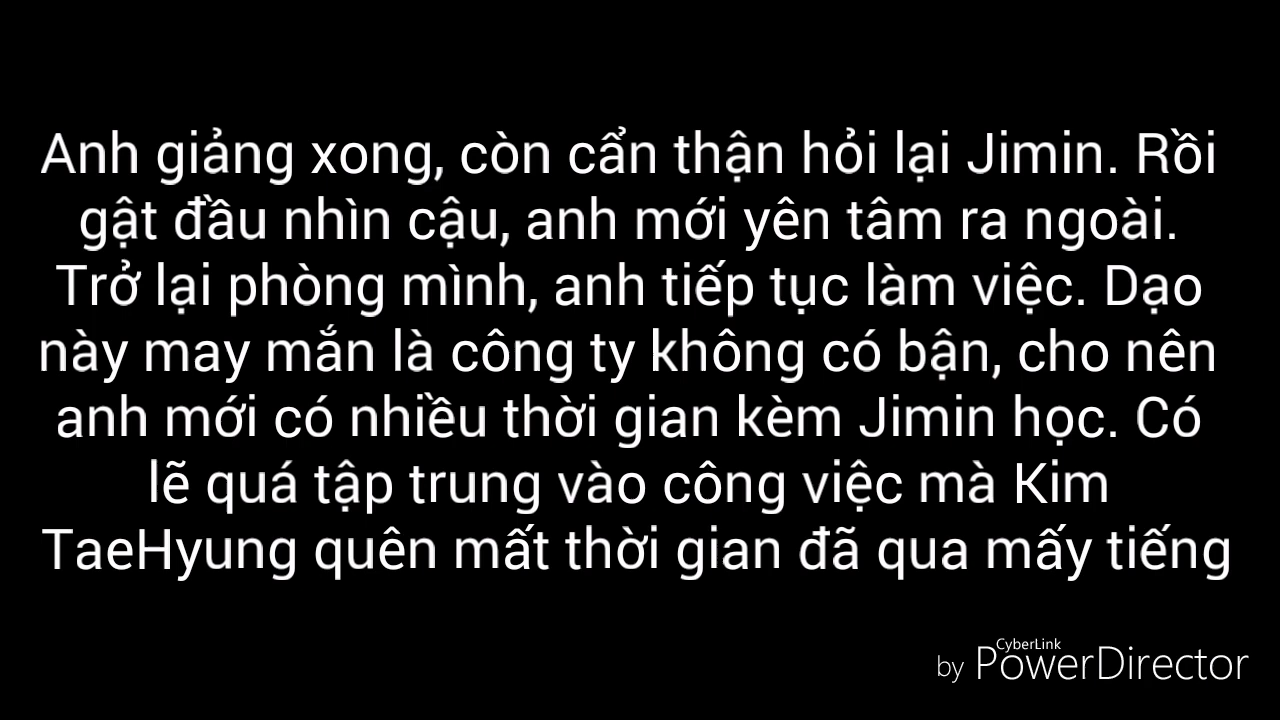 Anh giảng xong, còn cẩn thận hỏi lại Jimin. Rồi
gật đầu nhìn cậu, anh mới yên tâm ra ngoài.
Trở lại phòng mình, anh tiếp tục làm việc. Dạo
này may mắn là công ty không có bận, cho nên
anh mới có nhiều thời gian kèm Jimin học. Có
lẽ quá tập trung vào công việc mà Kim
TaeHyung quên mất thời gian đã qua mấy tiếng
CyberLink
by PowerDirector